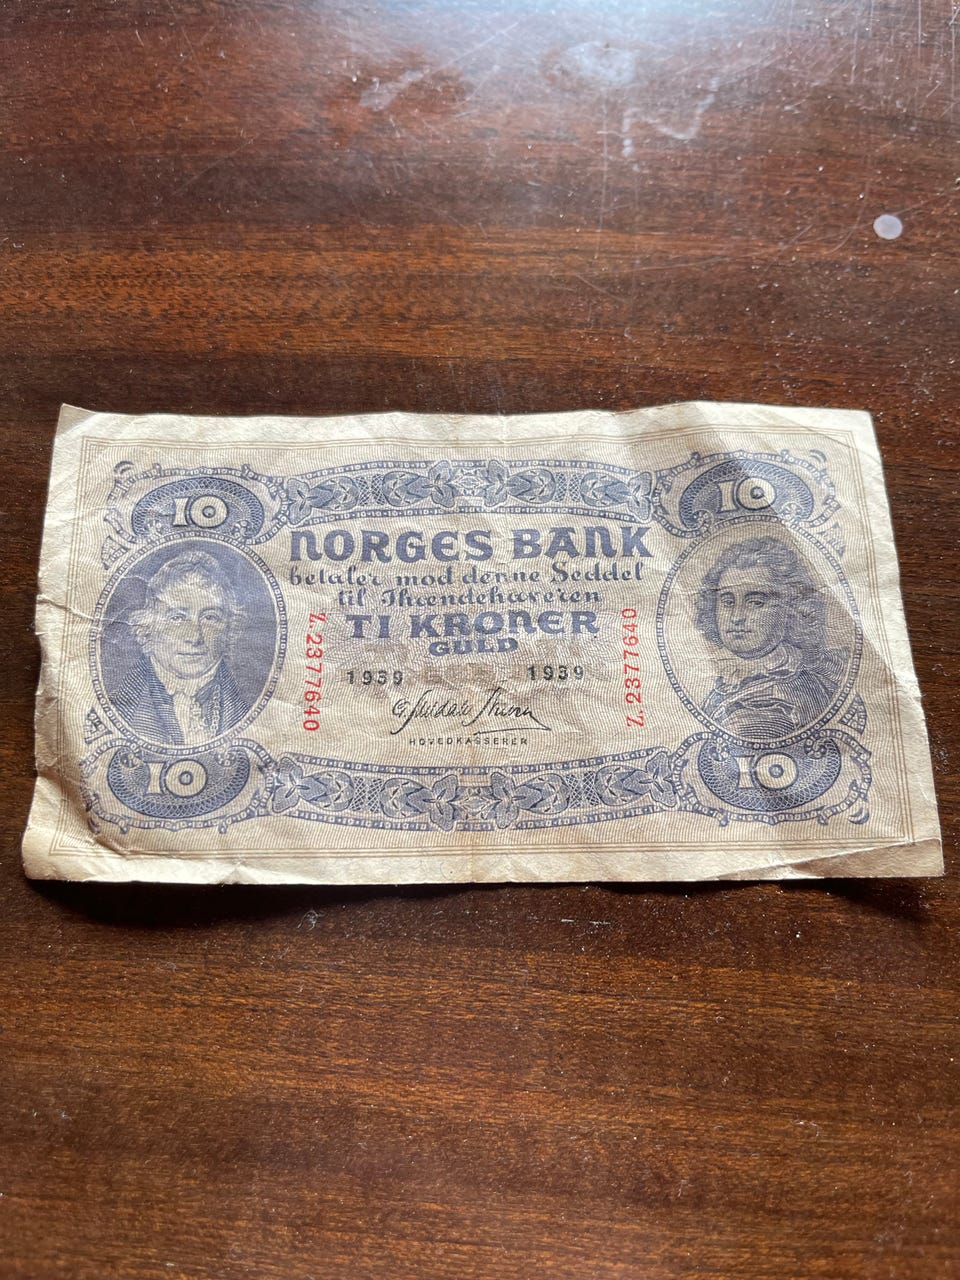 10
10
NORGES BANK
betaler mod denne Seddel
til Ihændehaveren
TI KRONER
GULD
Z.2377640
Z.2377640
1939 1939
HOVEDKASSERER
10
10